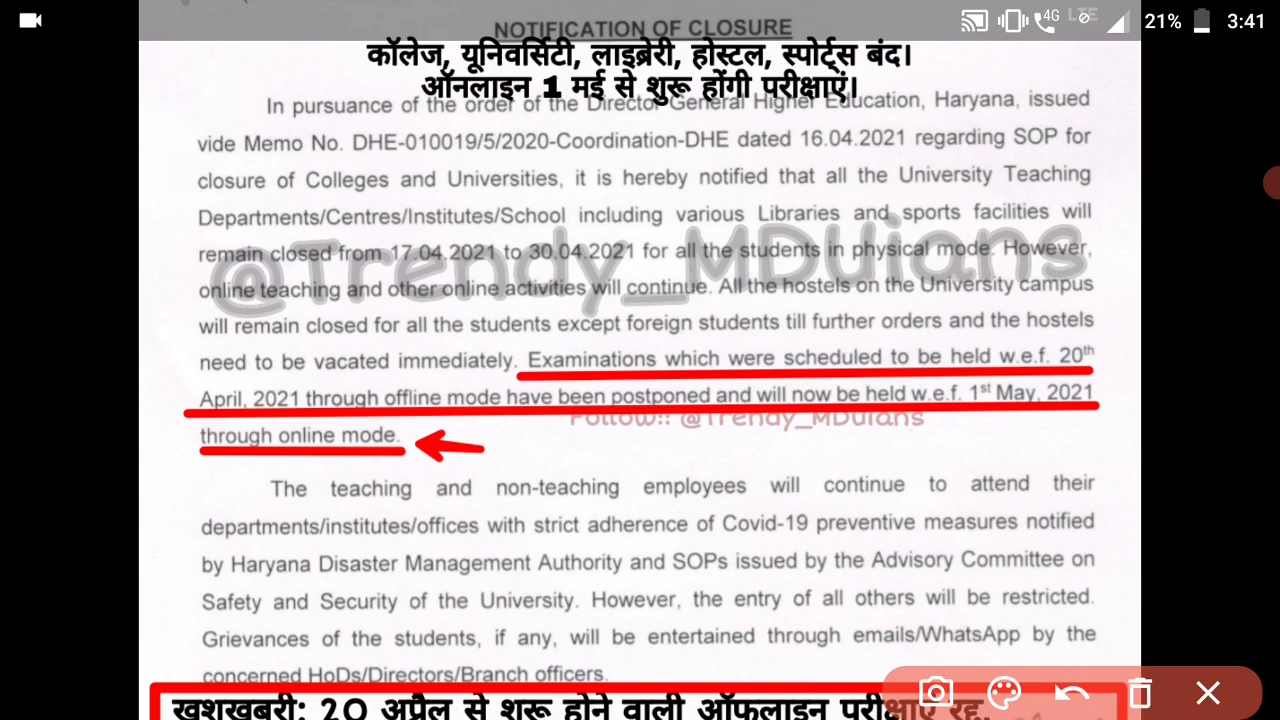 4G LTE 21% 3:41
NOTIFICATION OF CLOSURE
कॉलेज, यूनिवर्सिटी, लाइब्रेरी, होस्टल, स्पोर्ट्स बंद।
ऑनलाइन 1 मई से शुरू होंगी परीक्षाएं।
In pursuance of the order of the Director General Higher Education, Haryana, issued
vide Memo No. DHE-010019/5/2020-Coordination-DHE dated 16.04.2021 regarding SOP for
closure of Colleges and Universities, it is hereby notified that all the University Teaching
Departments/Centres/Institutes/School including various Libraries and sports facilities will
remain closed from 17.04.2021 to 30.04.2021 for all the students in physical mode. However,
@Trendy_MDUians
online teaching and other online activities will continue. All the hostels on the University campus
will remain closed for all the students except foreign students till further orders and the hostels
need to be vacated immediately. Examinations which were scheduled to be held w.e.f. 20th
April, 2021 through offline mode have been postponed and will now be held w.e.f. 1st May, 2021
Follow:: @Trendy_MDUians
through online mode.
The teaching and non-teaching employees will continue to attend their
departments/institutes/offices with strict adherence of Covid-19 preventive measures notified
by Haryana Disaster Management Authority and SOPs issued by the Advisory Committee on
Safety and Security of the University. However, the entry of all others will be restricted.
Grievances of the students, if any, will be entertained through emails/WhatsApp by the
concerned HoDs/Directors/Branch officers.
खुशखबरी: 20 अप्रैल से शुरू होने वाली ऑफलाइन परीक्षाएं रद्द,